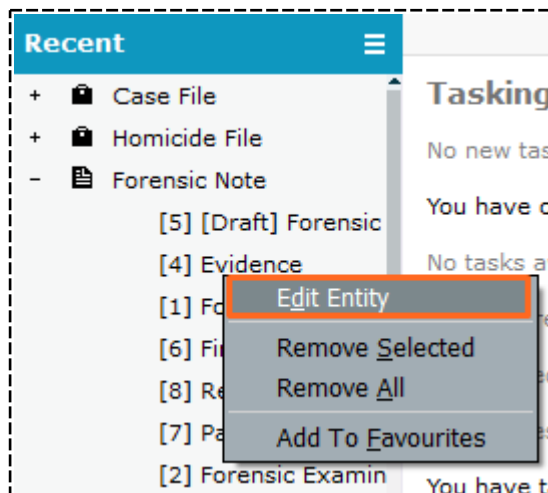 Recent
+ Case File
+ Homicide File
- Forensic Note
[5] [Draft] Forensic
[4] Evidence
[1] Fo
[6] Fi
[8] Re
[7] Pa
[2] Forensic Examin
Edit Entity
Remove Selected
Remove All
Add To Favourites
Tasking
No new tas
You have o
No tasks a
You have t